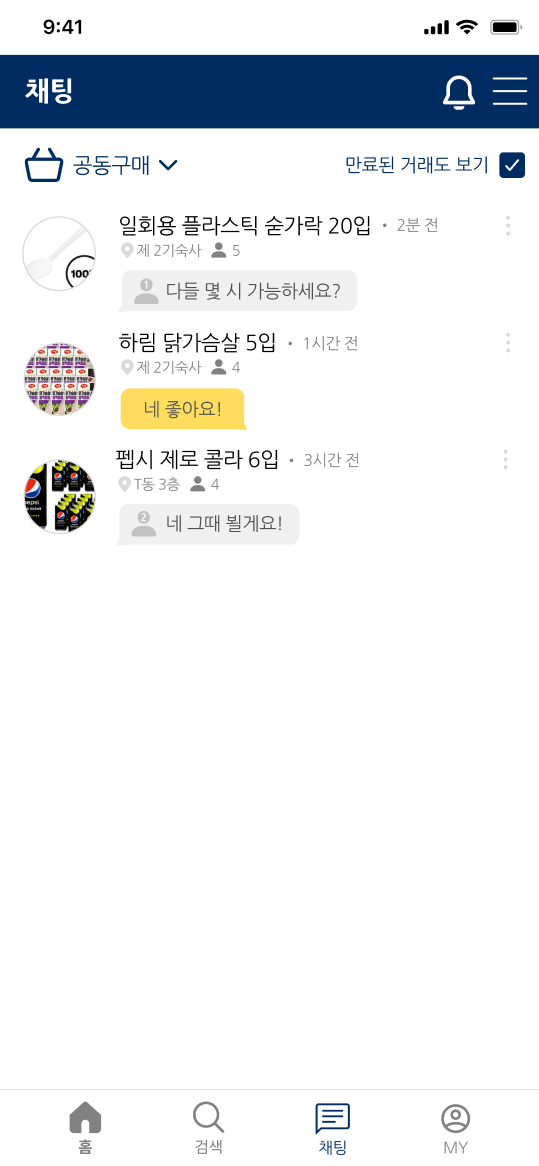 9:41
채팅
공동구매
만료된 거래도 보기
일회용 플라스틱 숟가락 20입 • 2분 전
제 2기숙사 5
100
1 다들 몇 시 가능하세요?
하림 닭가슴살 5입 • 1시간 전
제 2기숙사 4
네 좋아요!
펩시 제로 콜라 6입 • 3시간 전
T동 3층 4
pepsi
2 네 그때 뵐게요!
홈 검색 채팅 MY